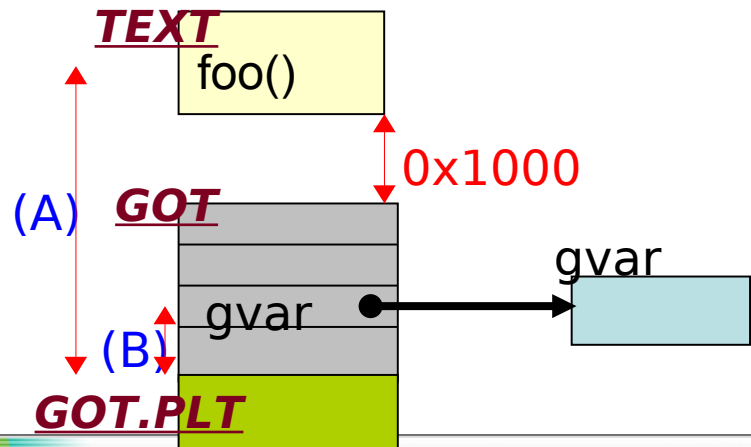 TEXT
foo()
0x1000
(A)
GOT
gvar
gvar
(B)
GOT.PLT